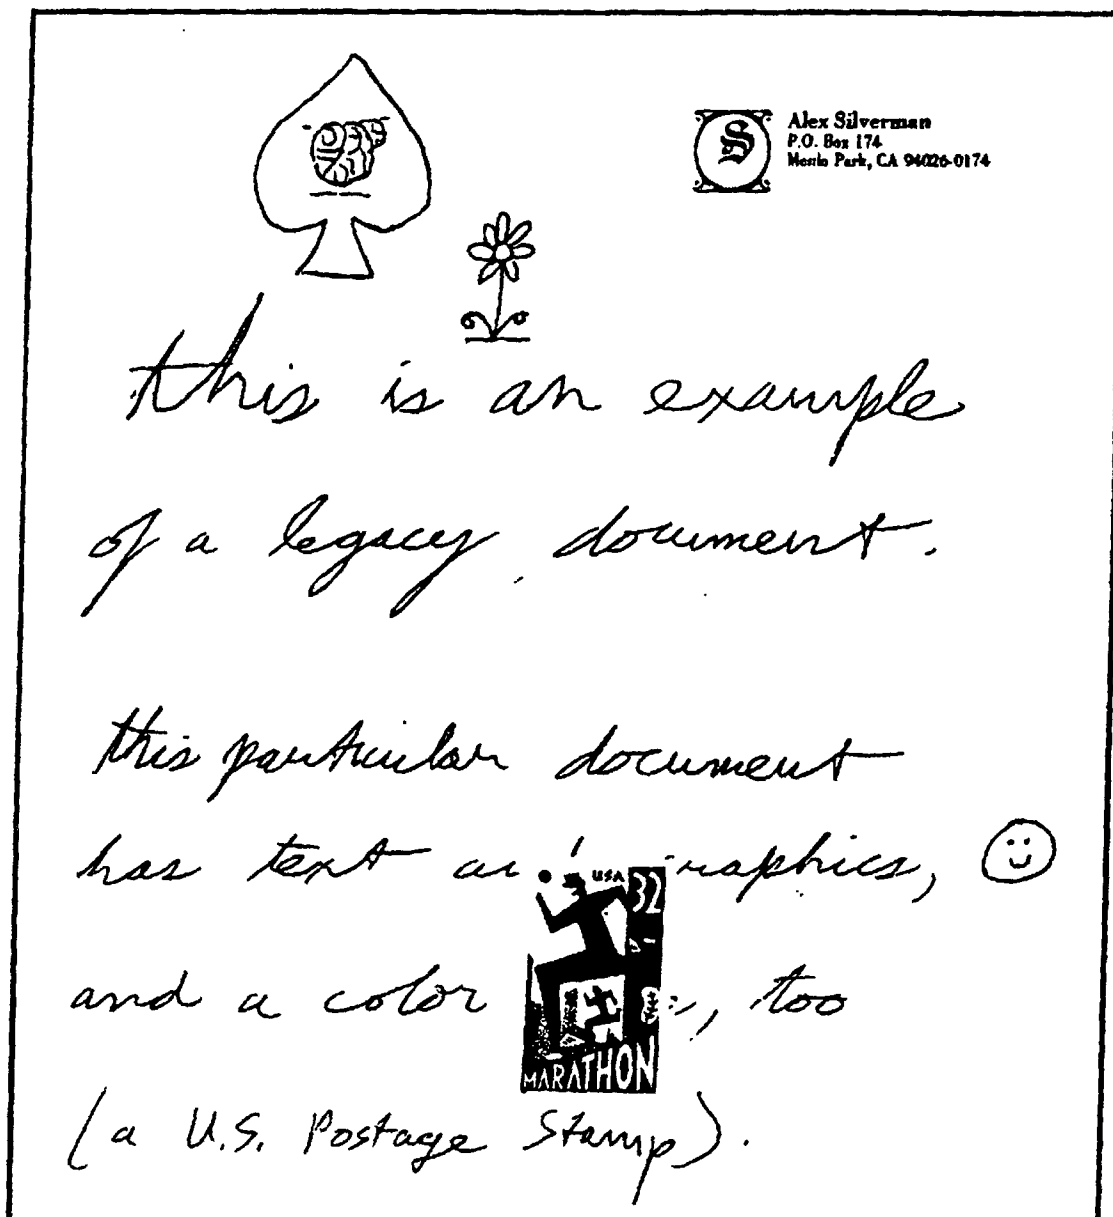 S
Alex Silverman
P.O. Box 174
Menlo Park, CA 94026-0174
this is an example
of a legacy document.
this particular document
has text graphics,
USA 32
and a color , too
MARATHON
(a U.S. Postage Stamp).